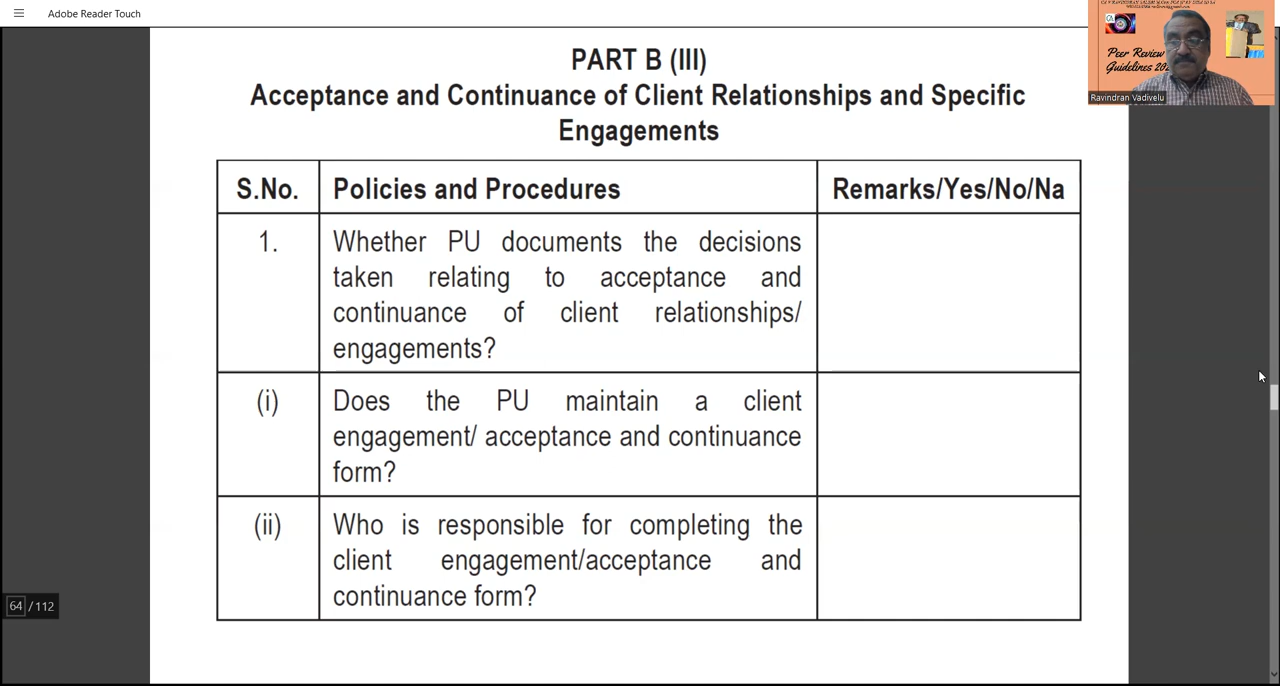 Adobe Reader Touch
PART B (III)
Acceptance and Continuance of Client Relationships and Specific
Engagements
S.No. Policies and Procedures Remarks/Yes/No/Na
1. Whether PU documents the decisions
taken relating to acceptance and
continuance of client relationships/
engagements?
(i) Does the PU maintain a client
engagement/ acceptance and continuance
form?
(ii) Who is responsible for completing the
client engagement/acceptance and
continuance form?
64 / 112
Peer Review
Guidelines
Ravindran Vadivelu